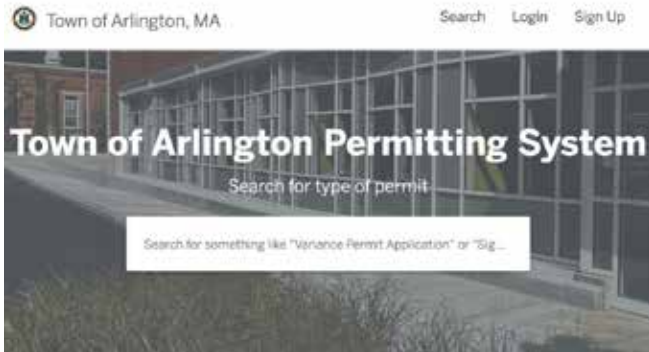 Town of Arlington, MA
Search Login Sign Up
Town of Arlington Permitting System
Search for type of permit
Search for something like "Variance Permit Application" or "Sig...